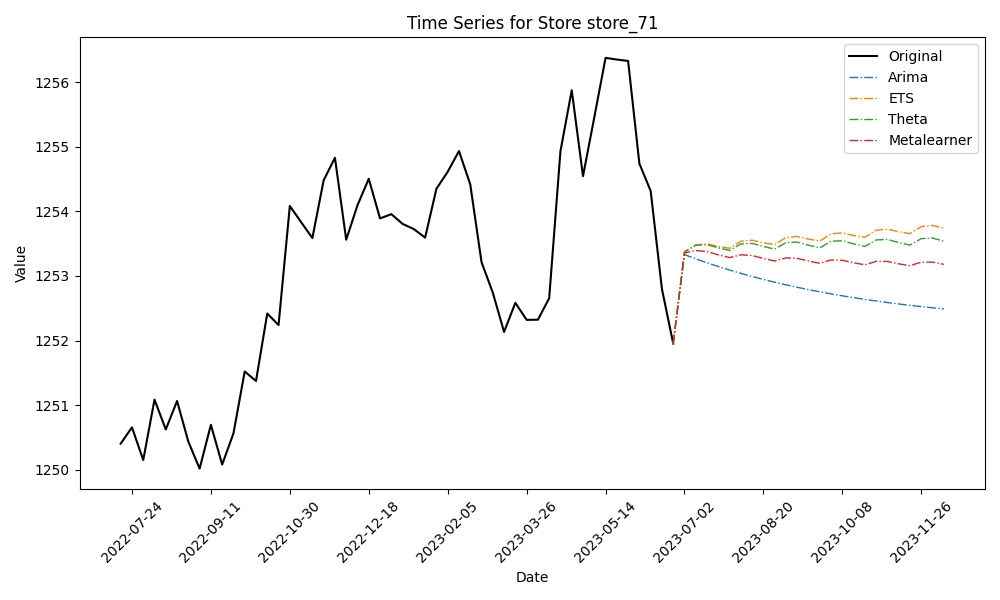 Time Series for Store store_71
Original
Arima
ETS
Theta
Metalearner
1256
1255
1254
1253
1252
1251
1250
Value
2022-07-24
2022-09-11
2022-10-30
2022-12-18
2023-02-05
2023-03-26
2023-05-14
2023-07-02
2023-08-20
2023-10-08
2023-11-26
Date